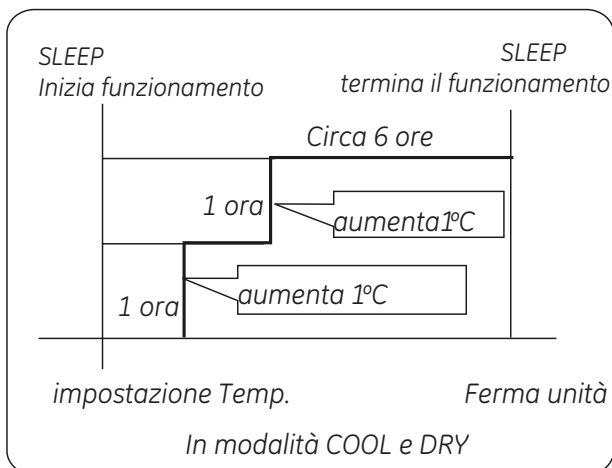 SLEEP
Inizia funzionamento
SLEEP
termina il funzionamento
Circa 6 ore
1 ora
aumenta1ºC
1 ora
aumenta 1ºC
impostazione Temp.
Ferma unità
In modalità COOL e DRY